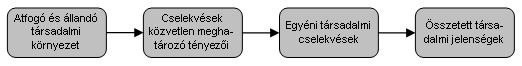 Átfogó és állandó
társadalmi
környezet
Cselekvések
közvetlen megha-
tározó tényezői
Egyéni társadalmi
cselekvések
Összetett társa-
dalmi jelenségek